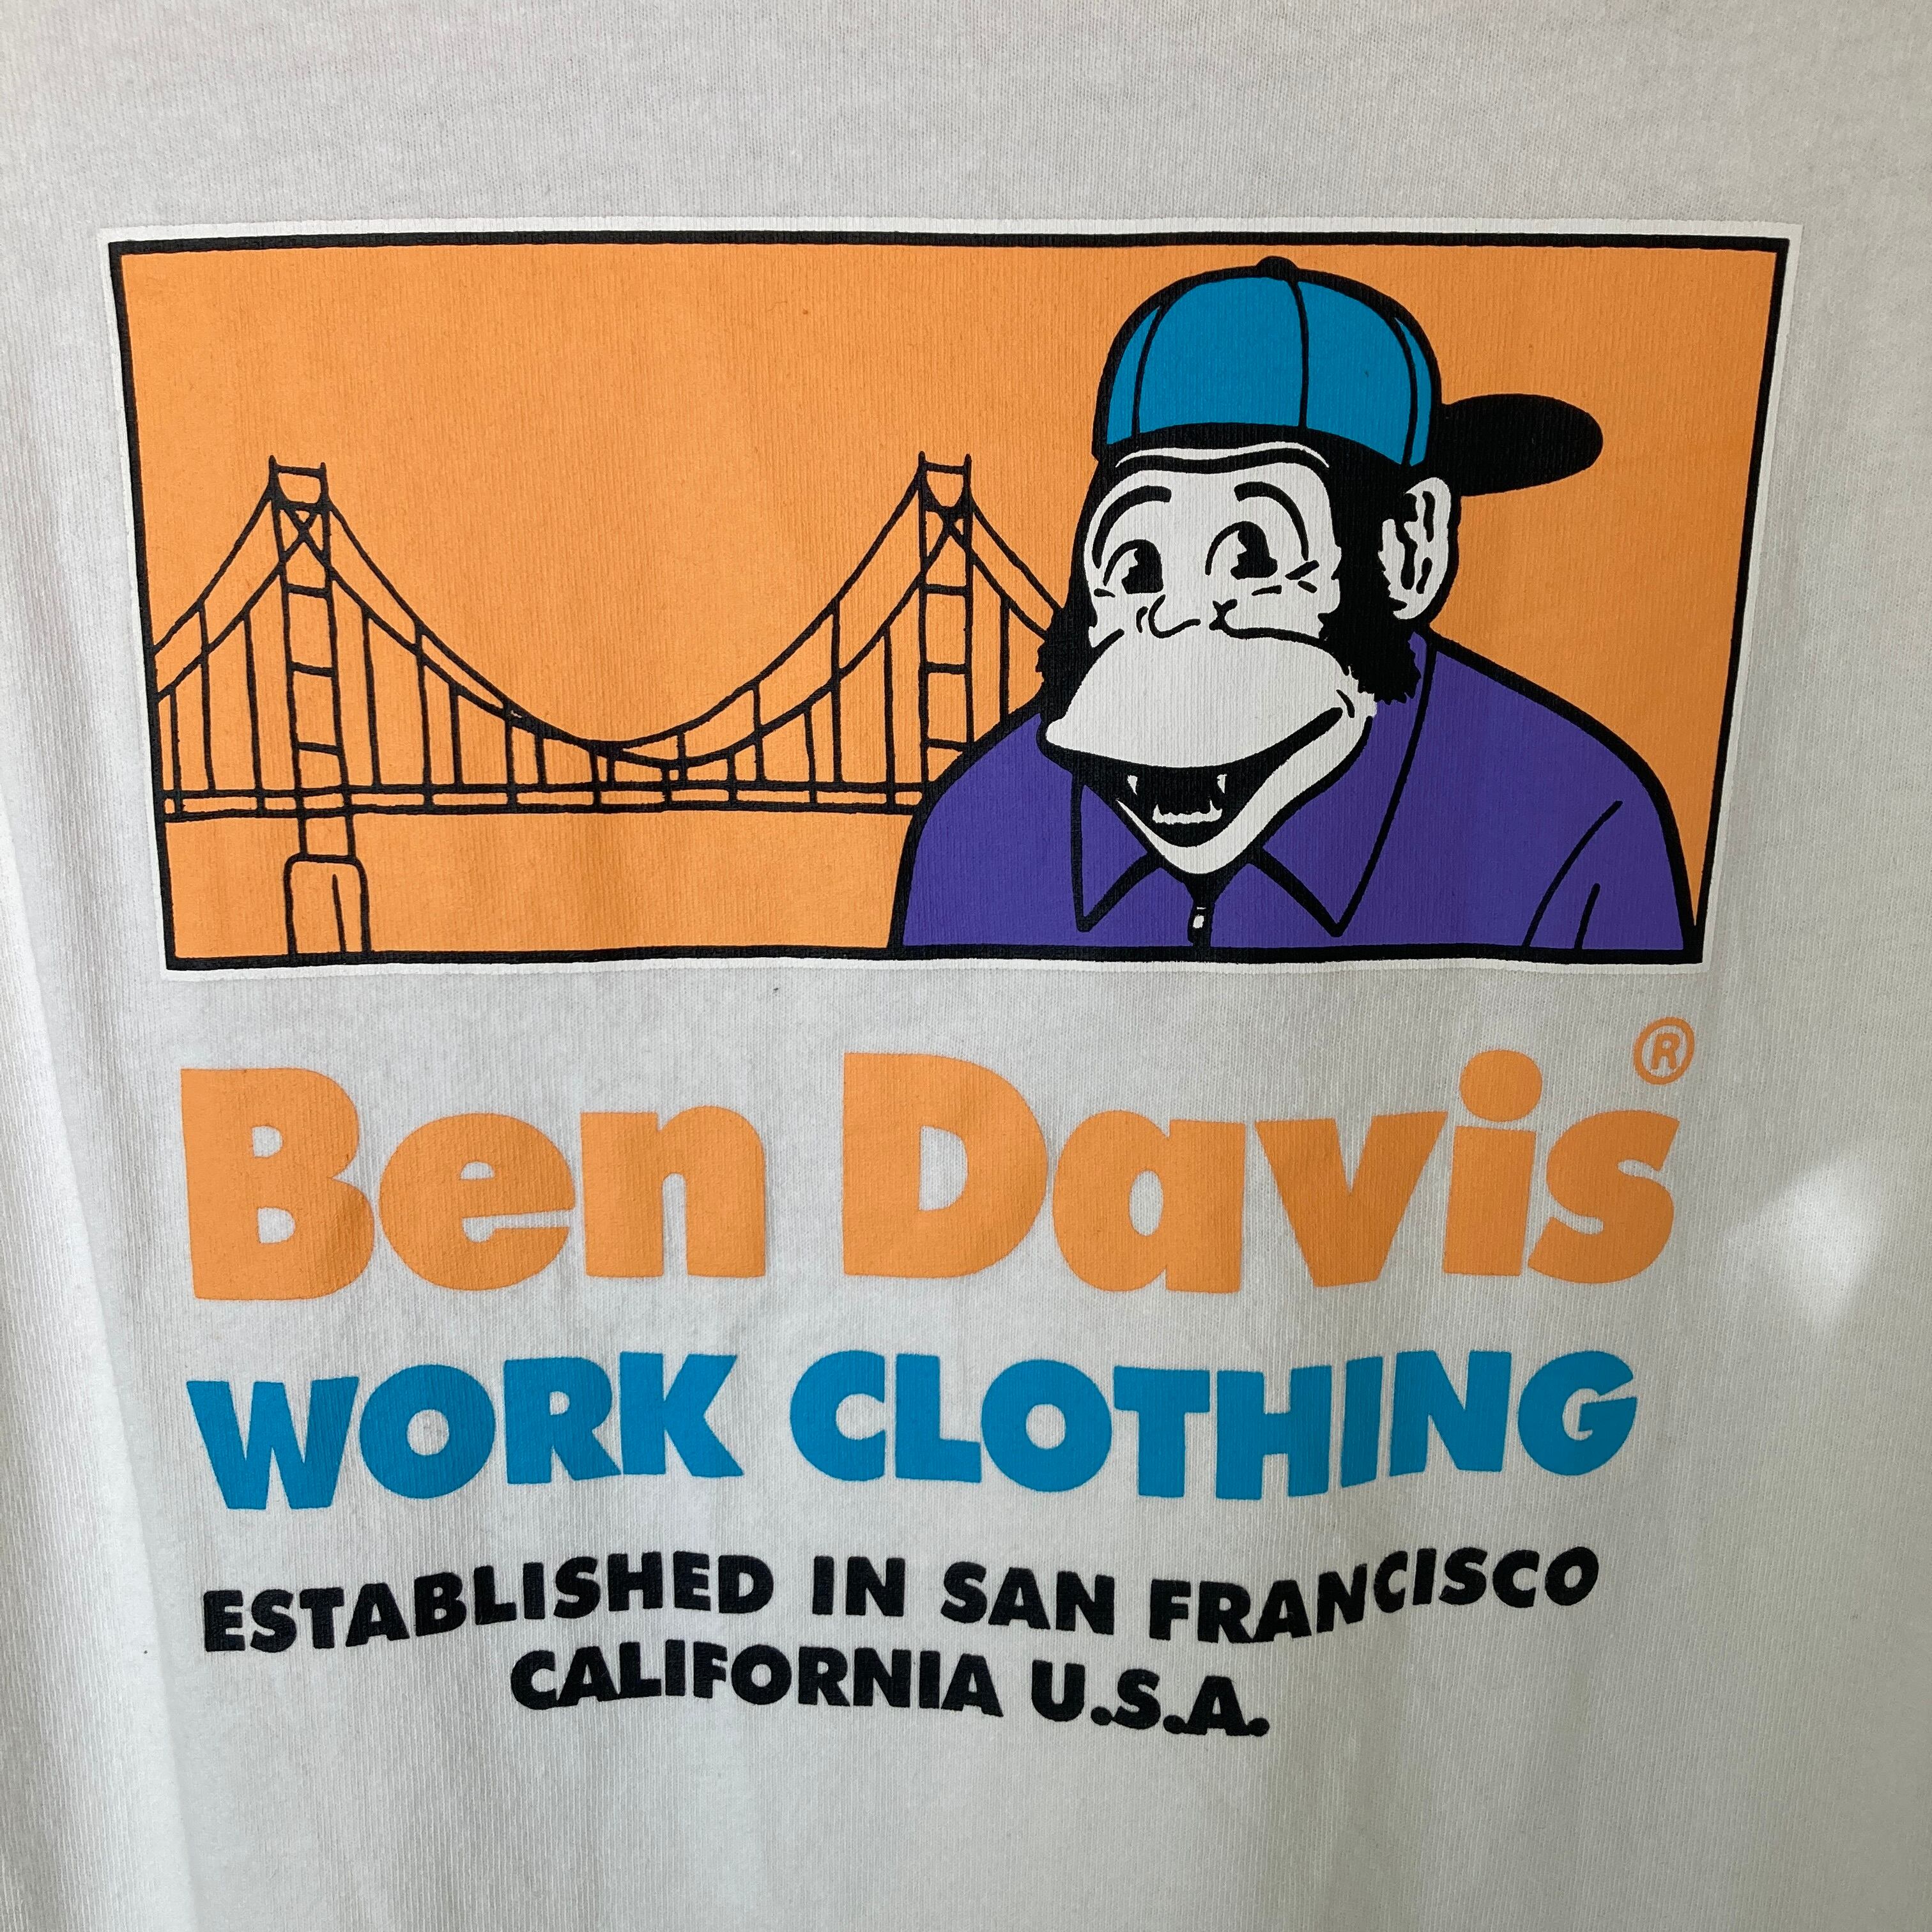 Ben Davis®
WORK CLOTHING
ESTABLISHED IN SAN FRANCISCO
CALIFORNIA U.S.A.